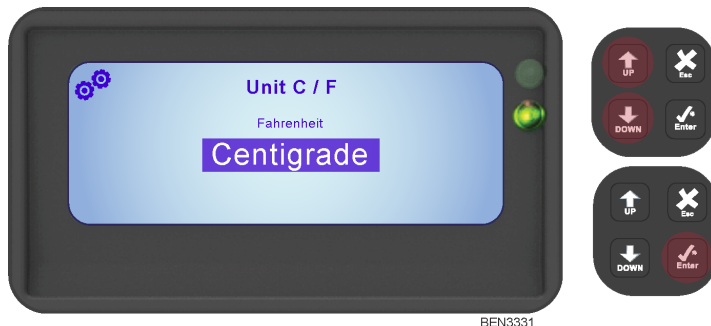 Unit C / F
Fahrenheit
Centigrade
UP
Esc
DOWN
Enter
UP
Esc
DOWN
Enter
BEN3331